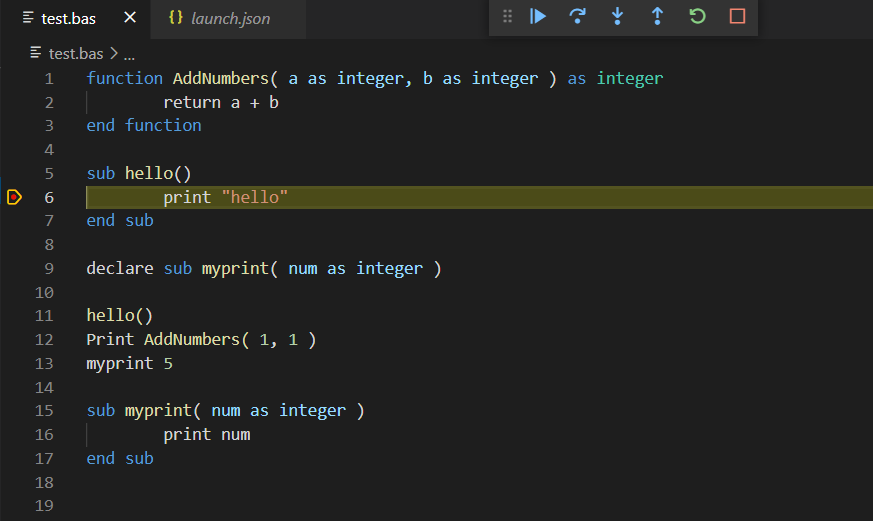 test.bas launch.json
test.bas > ...
1 function AddNumbers( a as integer, b as integer ) as integer
2 return a + b
3 end function
4
5 sub hello()
6 print "hello"
7 end sub
8
9 declare sub myprint( num as integer )
10
11 hello()
12 Print AddNumbers( 1, 1 )
13 myprint 5
14
15 sub myprint( num as integer )
16 print num
17 end sub
18
19